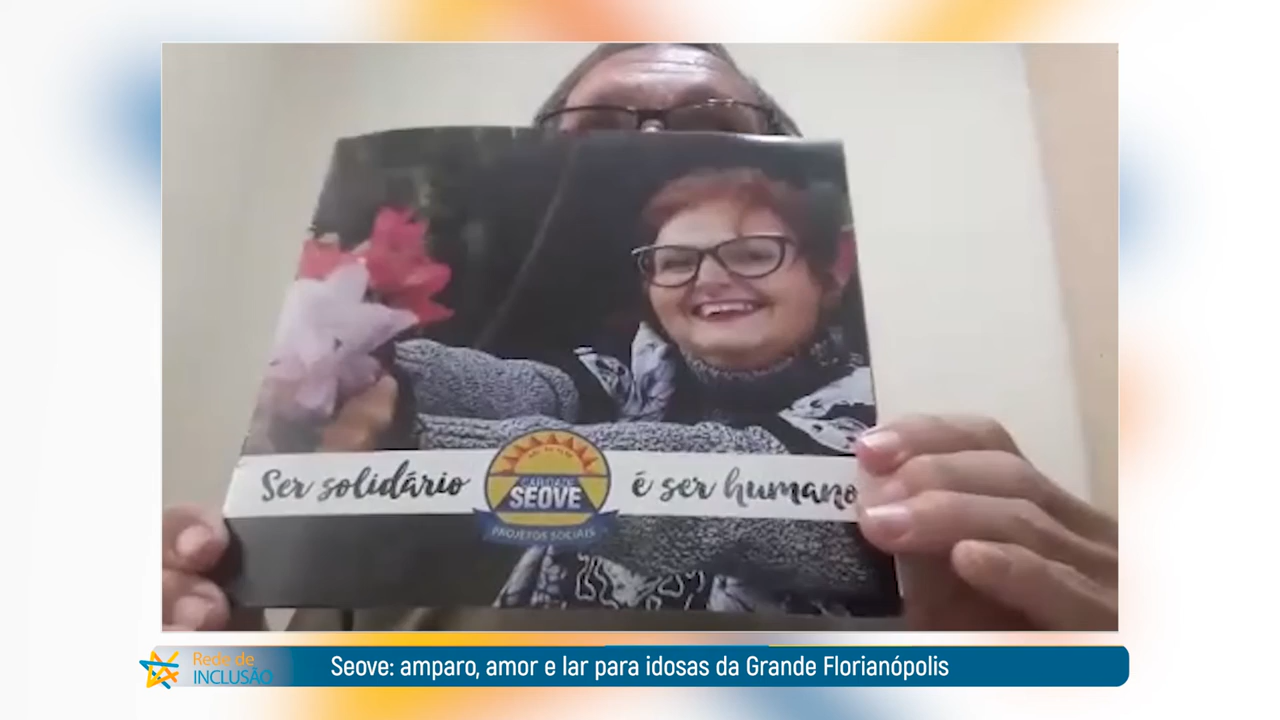 Ser solidário
é ser humano
CARIDADE
SEOVE
PROJETOS SOCIAIS
Rede de
INCLUSÃO
Seove: amparo, amor e lar para idosas da Grande Florianópolis